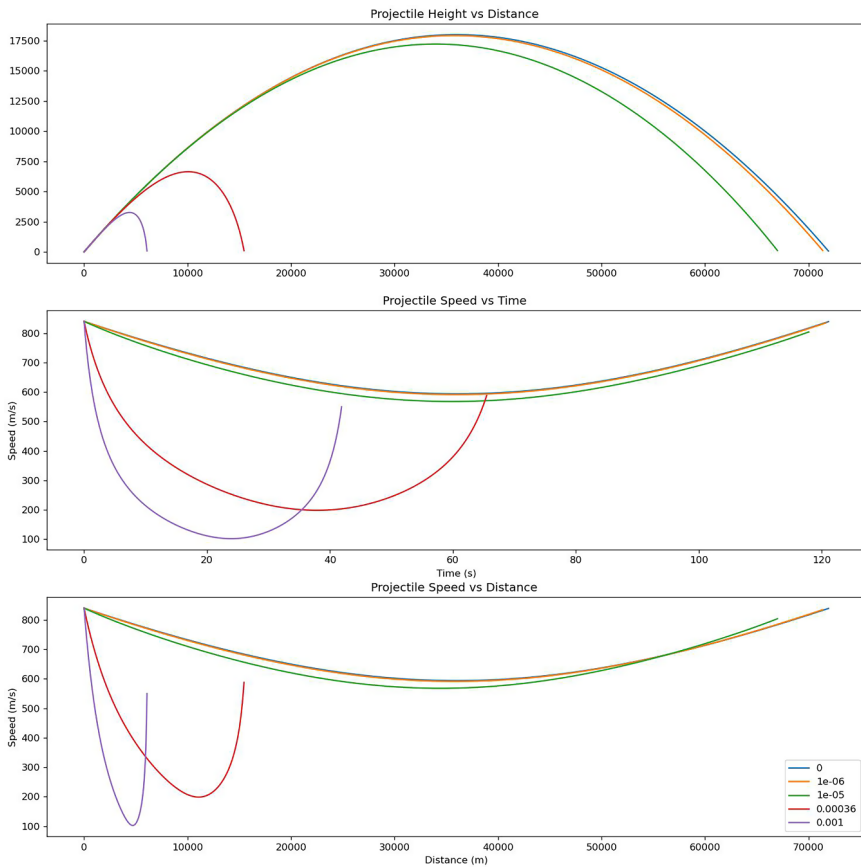 Projectile Height vs Distance
17500
15000
12500
10000
7500
5000
2500
0
0 10000 20000 30000 40000 50000 60000 70000
Projectile Speed vs Time
Speed (m/s)
800
700
600
500
400
300
200
100
0 20 40 60 80 100 120
Time (s)
Projectile Speed vs Distance
Speed (m/s)
800
700
600
500
400
300
200
100
0
1e-06
1e-05
0.00036
0.001
0 10000 20000 30000 40000 50000 60000 70000
Distance (m)